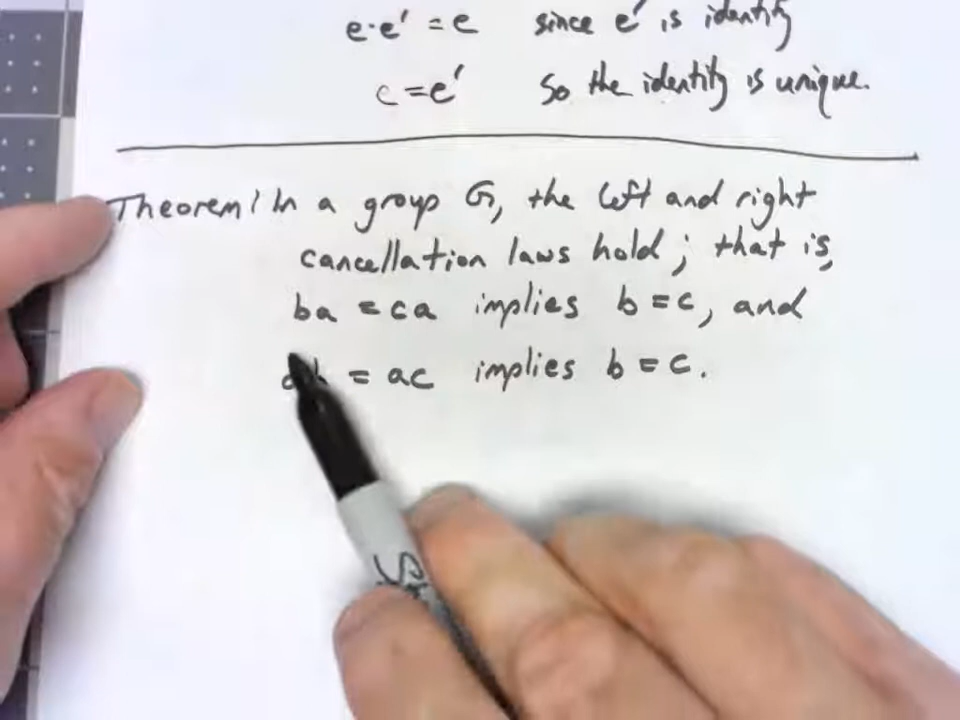 e·e' = e since e' is identity
e = e' So the identity is unique.
Theorem: In a group G, the left and right
cancellation laws hold; that is,
ba = ca implies b = c, and
= ac implies b = c.